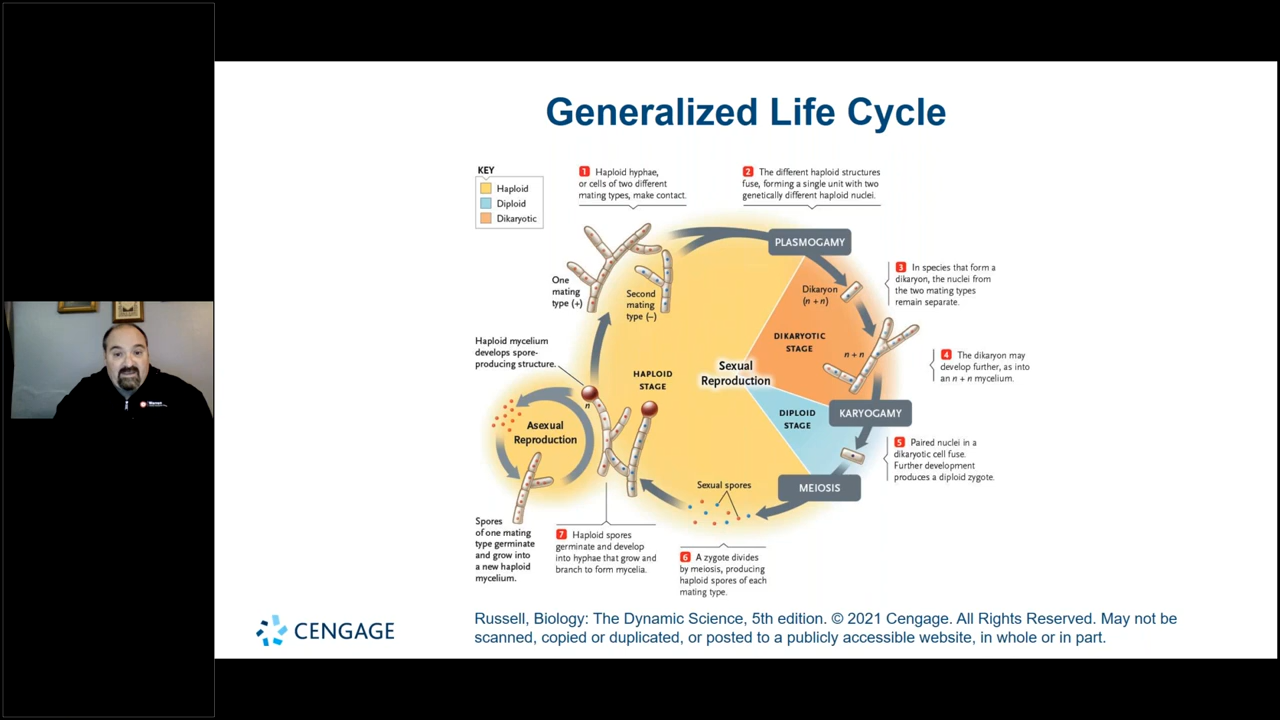 Generalized Life Cycle
KEY
Haploid
Diploid
Dikaryotic
1 Haploid hyphae,
or cells of two different
mating types, make contact.
2 The different haploid structures
fuse, forming a single unit with two
genetically different haploid nuclei.
PLASMOGAMY
3 In species that form a
dikaryon, the nuclei from
the two mating types
remain separate.
One
mating
type (+)
Second
mating
type (–)
Dikaryon
(n + n)
DIKARYOTIC
STAGE
n + n
4 The dikaryon may
develop further, as into
an n + n mycelium.
Haploid mycelium
develops spore-
producing structure.
HAPLOID
STAGE
Sexual
Reproduction
n
DIPLOID
STAGE
KARYOGAMY
Asexual
Reproduction
5 Paired nuclei in a
dikaryotic cell fuse.
Further development
produces a diploid zygote.
Sexual spores
MEIOSIS
Spores
of one mating
type germinate
and grow into
a new haploid
mycelium.
7 Haploid spores
germinate and develop
into hyphae that grow and
branch to form mycelia.
6 A zygote divides
by meiosis, producing
haploid spores of each
mating type.
CENGAGE
Russell, Biology: The Dynamic Science, 5th edition. © 2021 Cengage. All Rights Reserved. May not be
scanned, copied or duplicated, or posted to a publicly accessible website, in whole or in part.